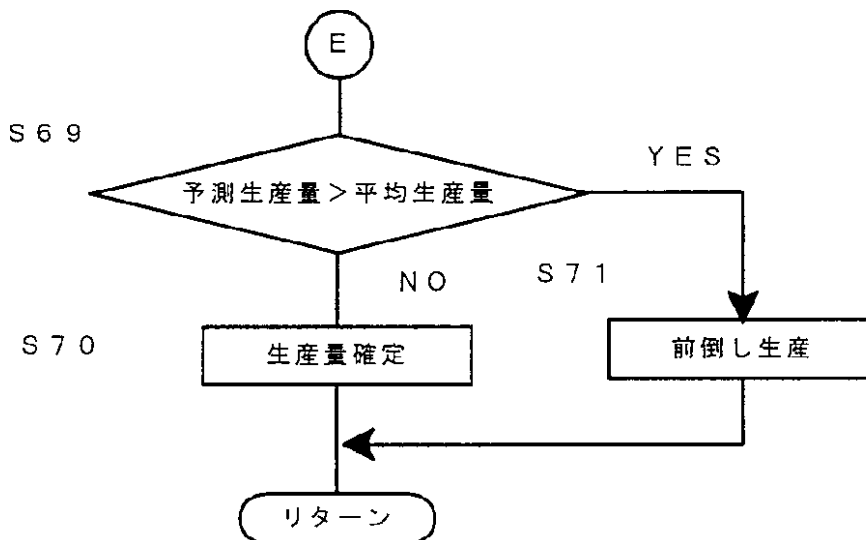 E
S69
YES
予測生産量>平均生産量
NO
S71
S70
生産量確定
前倒し生産
リターン